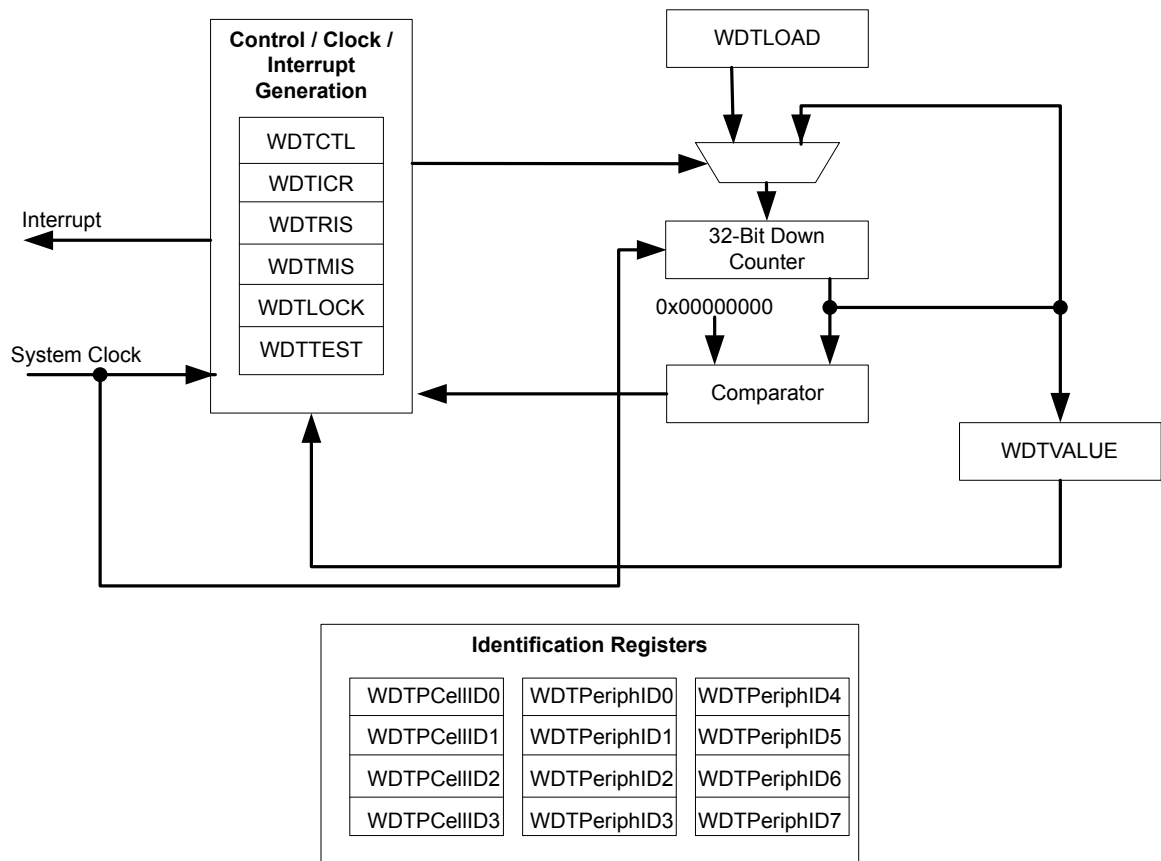 Control / Clock /
Interrupt
Generation
WDTCTL
WDTICR
WDTRIS
WDTMIS
WDTLOCK
WDTTEST
Interrupt
System Clock
WDTLOAD
32-Bit Down
Counter
0x00000000
Comparator
WDTVALUE
Identification Registers
WDTPCellID0
WDTPeriphID0
WDTPeriphID4
WDTPCellID1
WDTPeriphID1
WDTPeriphID5
WDTPCellID2
WDTPeriphID2
WDTPeriphID6
WDTPCellID3
WDTPeriphID3
WDTPeriphID7